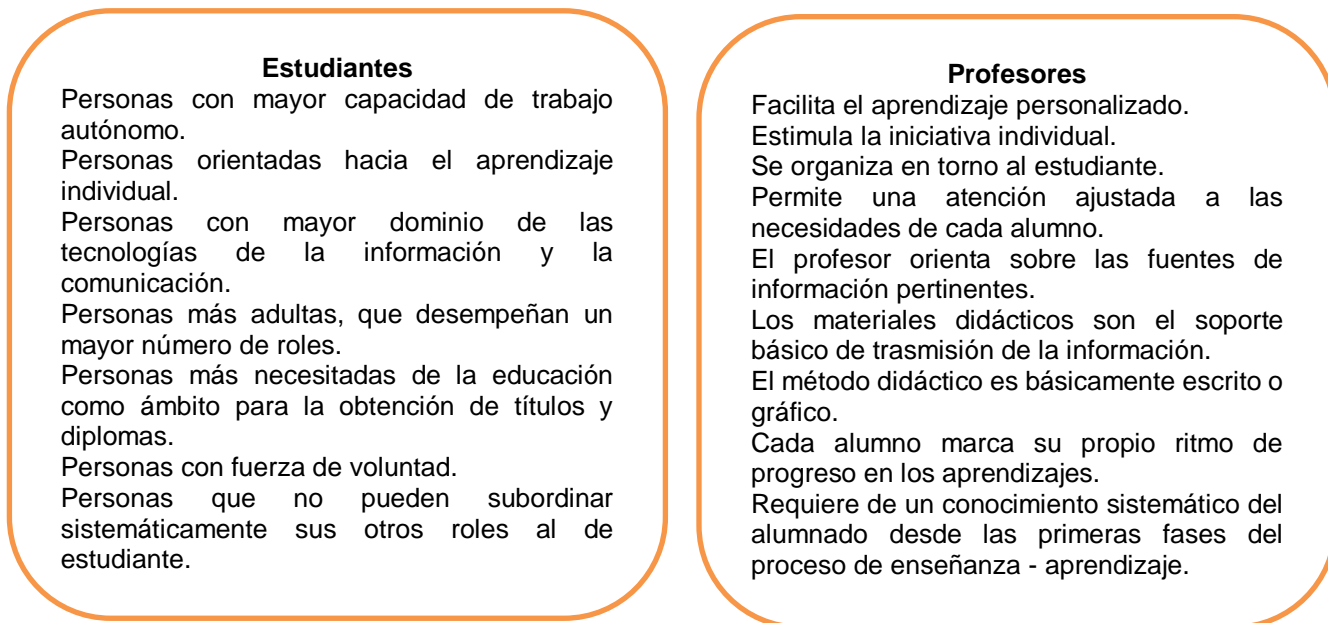 Estudiantes
Personas con mayor capacidad de trabajo
autónomo.
Personas orientadas hacia el aprendizaje
individual.
Personas con mayor dominio de las
tecnologías de la información y la
comunicación.
Personas más adultas, que desempeñan un
mayor número de roles.
Personas más necesitadas de la educación
como ámbito para la obtención de títulos y
diplomas.
Personas con fuerza de voluntad.
Personas que no pueden subordinar
sistemáticamente sus otros roles al de
estudiante.
Profesores
Facilita el aprendizaje personalizado.
Estimula la iniciativa individual.
Se organiza en torno al estudiante.
Permite una atención ajustada a las
necesidades de cada alumno.
El profesor orienta sobre las fuentes de
información pertinentes.
Los materiales didácticos son el soporte
básico de trasmisión de la información.
El método didáctico es básicamente escrito o
gráfico.
Cada alumno marca su propio ritmo de
progreso en los aprendizajes.
Requiere de un conocimiento sistemático del
alumnado desde las primeras fases del
proceso de enseñanza - aprendizaje.